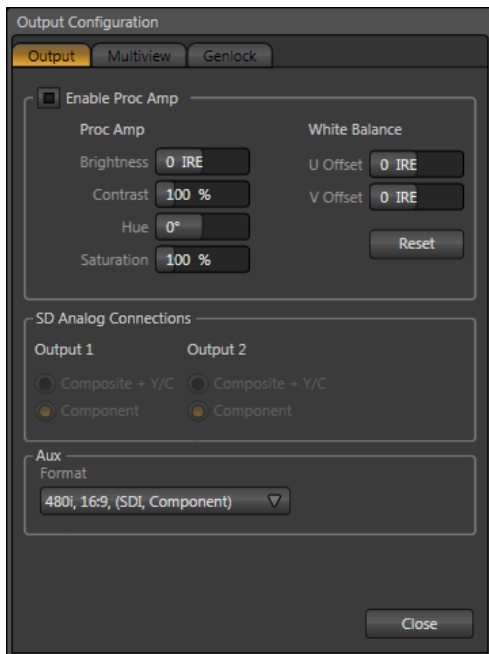 Output Configuration
Output Multiview Genlock
Enable Proc Amp
Proc Amp White Balance
Brightness 0 IRE U Offset 0 IRE
Contrast 100 % V Offset 0 IRE
Hue 0°
Reset
Saturation 100 %
SD Analog Connections
Output 1 Output 2
Composite + Y/C Composite + Y/C
Component Component
Aux
Format
480i, 16:9, (SDI, Component)
Close